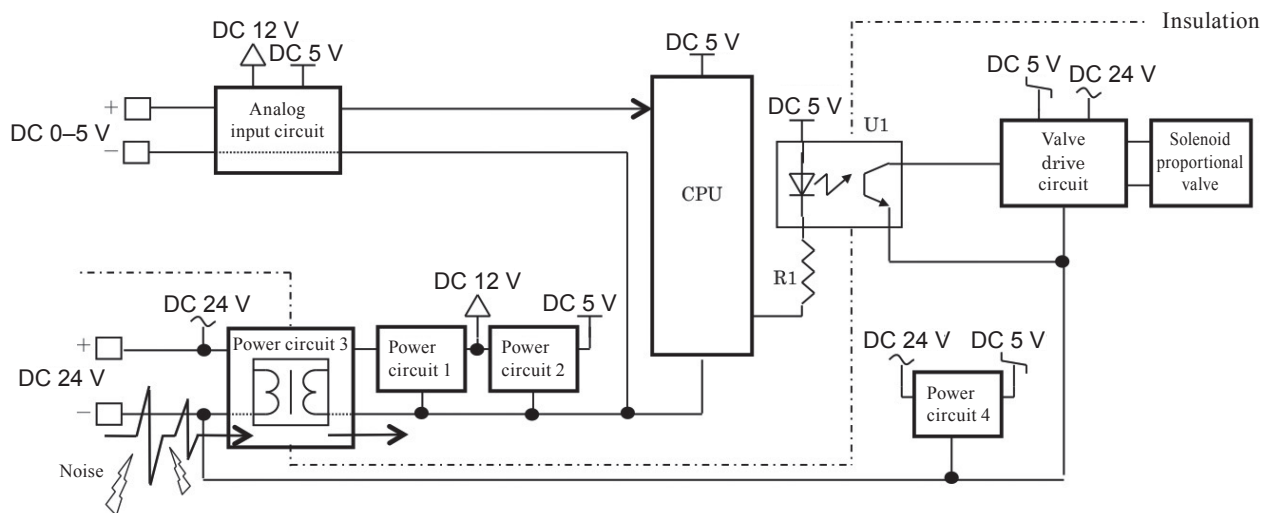 Insulation
DC 12 V
DC 5 V
DC 5 V
DC 5 V
DC 24 V
+
DC 0–5 V
−
Analog
input circuit
CPU
DC 5 V
U1
Valve
drive
circuit
Solenoid
proportional
valve
R1
DC 24 V
DC 12 V
DC 5 V
+
DC 24 V
−
Power circuit 3
Power
circuit 1
Power
circuit 2
DC 24 V
DC 5 V
Power
circuit 4
Noise